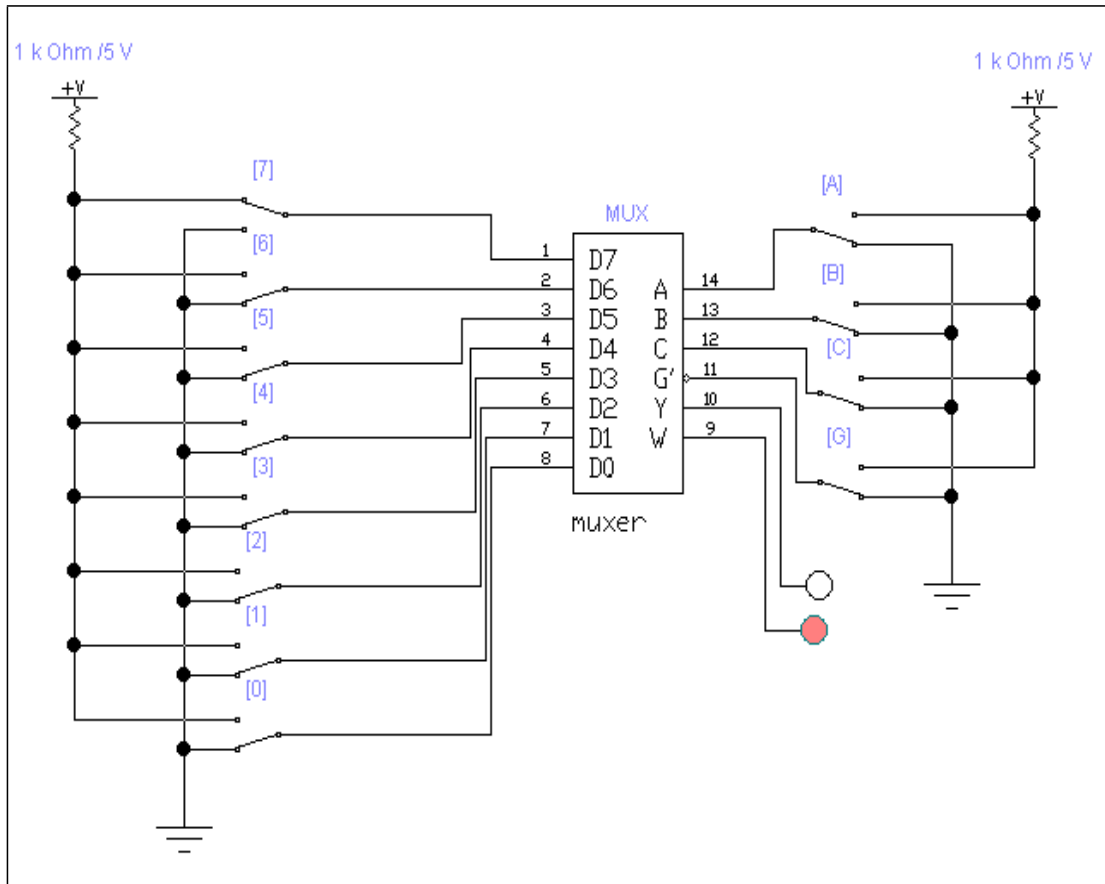 1 k Ohm /5 V
1 k Ohm /5 V
+V
+V
[7]
[A]
MUX
[6]
1 D7
[B]
2 D6 A 14
[5]
3 D5 B 13
[C]
4 D4 C 12
[4]
5 D3 G' 11
6 D2 Y 10
[G]
7 D1 W 9
[3]
8 D0
muxer
[2]
[1]
[0]